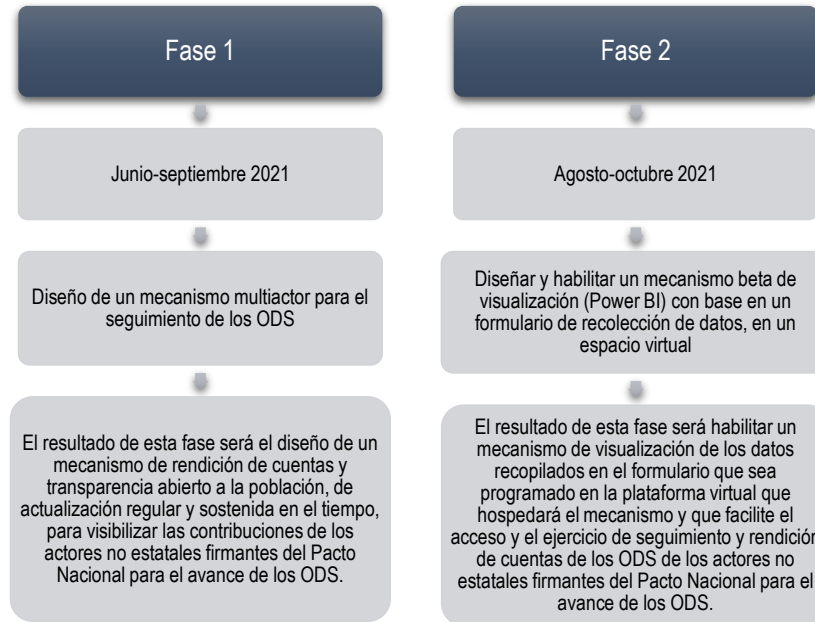 Fase 1
Junio-septiembre 2021
Diseño de un mecanismo multiactor para el
seguimiento de los ODS
El resultado de esta fase será el diseño de un
mecanismo de rendición de cuentas y
transparencia abierto a la población, de
actualización regular y sostenida en el tiempo,
para visibilizar las contribuciones de los
actores no estatales firmantes del Pacto
Nacional para el avance de los ODS.
Fase 2
Agosto-octubre 2021
Diseñar y habilitar un mecanismo beta de
visualización (Power BI) con base en un
formulario de recolección de datos, en un
espacio virtual
El resultado de esta fase será habilitar un
mecanismo de visualización de los datos
recopilados en el formulario que sea
programado en la plataforma virtual que
hospedará el mecanismo y que facilite el
acceso y el ejercicio de seguimiento y rendición
de cuentas de los ODS de los actores no
estatales firmantes del Pacto Nacional para el
avance de los ODS.